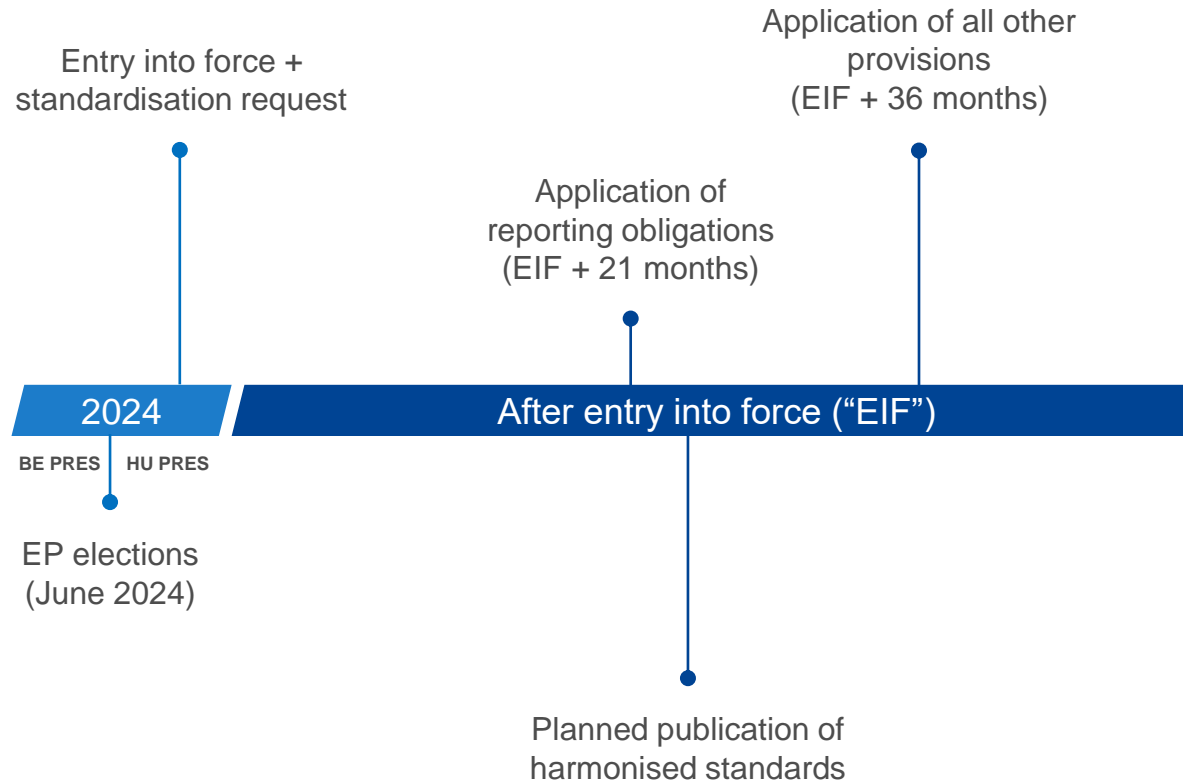 Application of all other
provisions
(EIF + 36 months)
Entry into force +
standardisation request
Application of
reporting obligations
(EIF + 21 months)
2024
After entry into force (“EIF”)
BE PRES
HU PRES
EP elections
(June 2024)
Planned publication of
harmonised standards